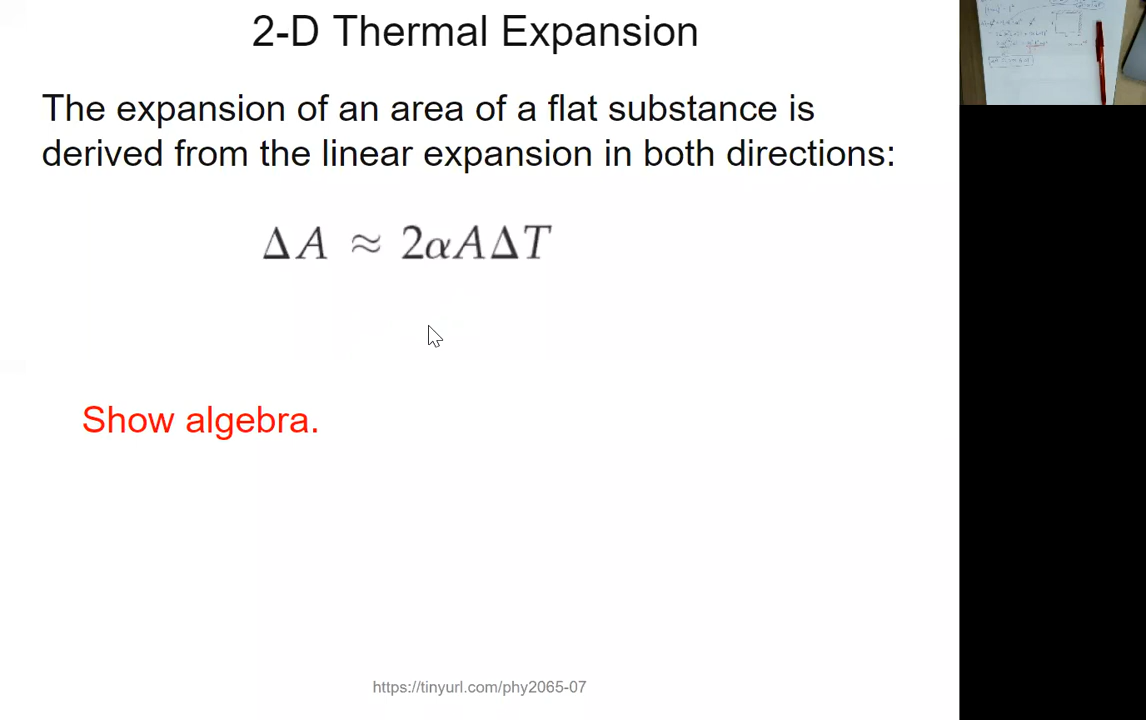 2-D Thermal Expansion
The expansion of an area of a flat substance is
derived from the linear expansion in both directions:
ΔA ≈ 2αAΔT
Show algebra.
https://tinyurl.com/phy2065-07